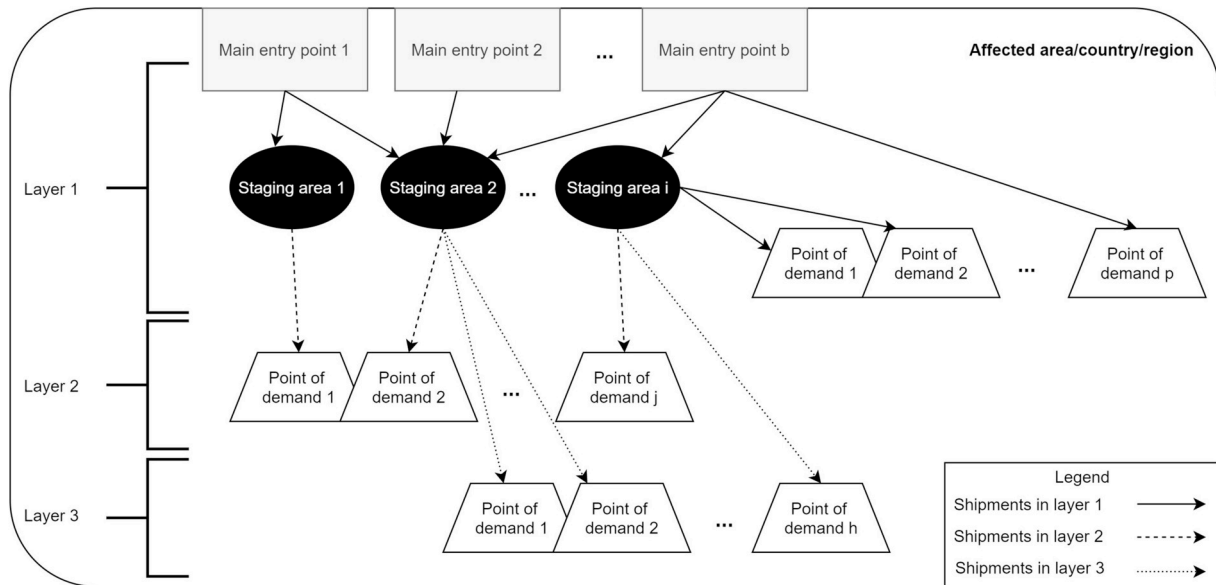 Main entry point 1
Main entry point 2
...
Main entry point b
Affected area/country/region
Layer 1
Staging area 1
Staging area 2
...
Staging area i
Point of
demand 1
Point of
demand 2
...
Point of
demand p
Layer 2
Point of
demand 1
Point of
demand 2
...
Point of
demand j
Layer 3
Point of
demand 1
Point of
demand 2
...
Point of
demand h
Legend
Shipments in layer 1
Shipments in layer 2
Shipments in layer 3